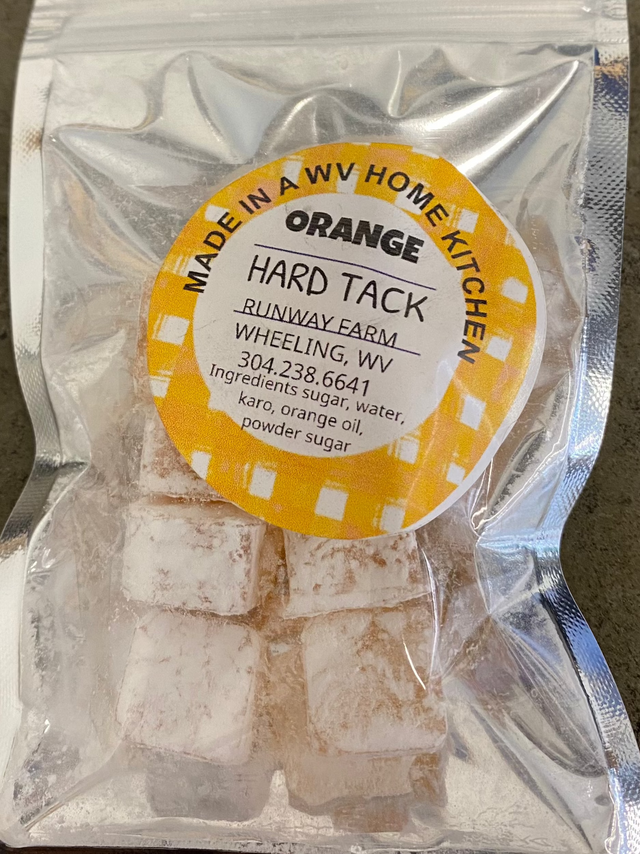 MADE IN A WV HOME KITCHEN
ORANGE
HARD TACK
RUNWAY FARM
WHEELING, WV
304.238.6641
Ingredients sugar, water,
karo, orange oil,
powder sugar